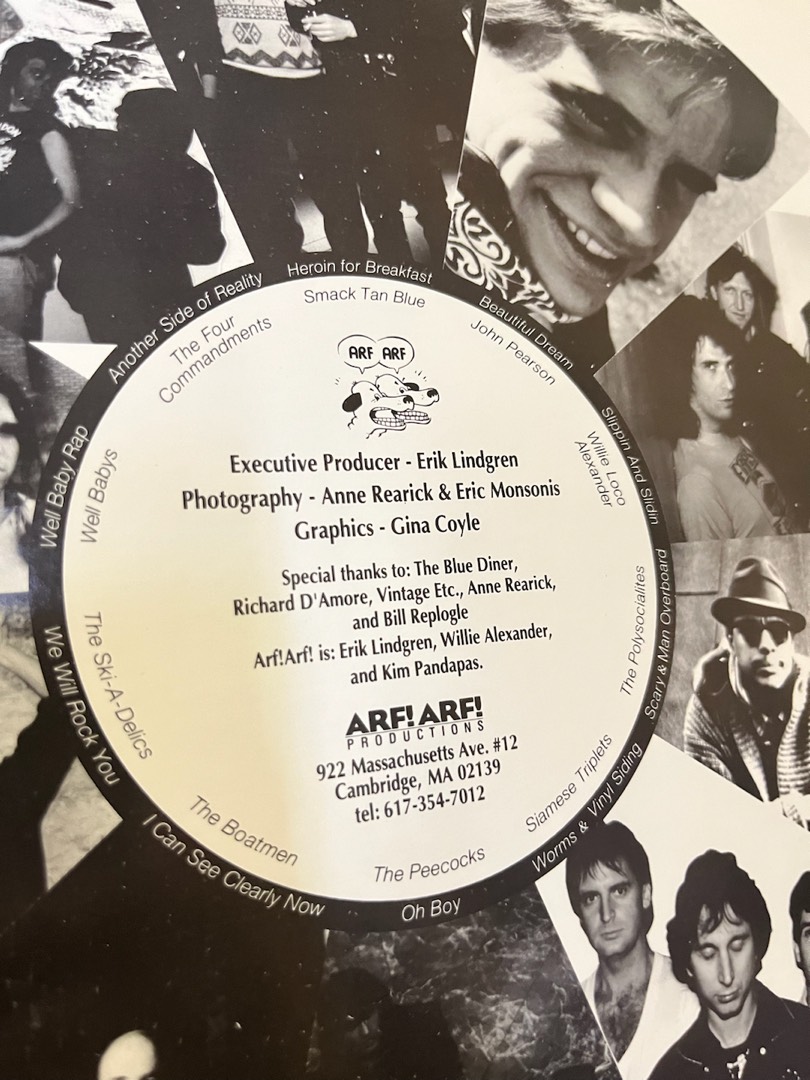 Heroin for Breakfast
Smack Tan Blue
Beautiful Dream
John Pearson
Slippin And Slidin
Willie Loco
Alexander
Scary & Man Overboard
The Polysocialites
Worms & Vinyl Siding
Siamese Triplets
Oh Boy
The Peecocks
I Can See Clearly Now
The Boatmen
We Will Rock You
The Ski-A-Delics
Well Baby Rap
Well Babys
Another Side of Reality
The Four
Commandments
ARF ARF
Executive Producer - Erik Lindgren
Photography - Anne Rearick & Eric Monsonis
Graphics - Gina Coyle
Special thanks to: The Blue Diner,
Richard D'Amore, Vintage Etc., Anne Rearick,
and Bill Replogle
Arf!Arf! is: Erik Lindgren, Willie Alexander,
and Kim Pandapas.
ARF! ARF!
PRODUCTIONS
922 Massachusetts Ave. #12
Cambridge, MA 02139
tel: 617-354-7012